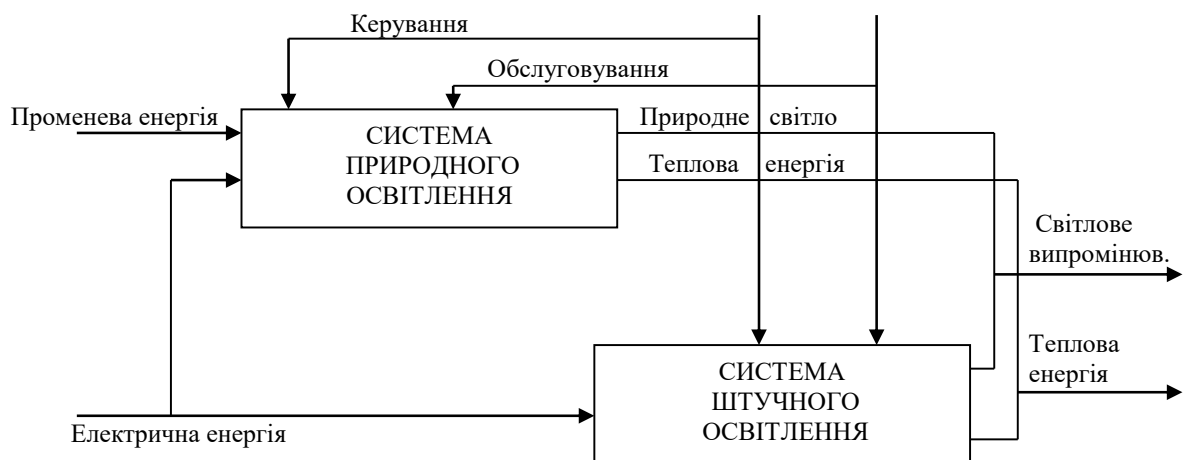 Керування
Обслуговування
Променева енергія
Природне світло
СИСТЕМА
ПРИРОДНОГО
ОСВІТЛЕННЯ
Теплова енергія
Світлове
випромінюв.
Теплова
енергія
СИСТЕМА
ШТУЧНОГО
ОСВІТЛЕННЯ
Електрична енергія